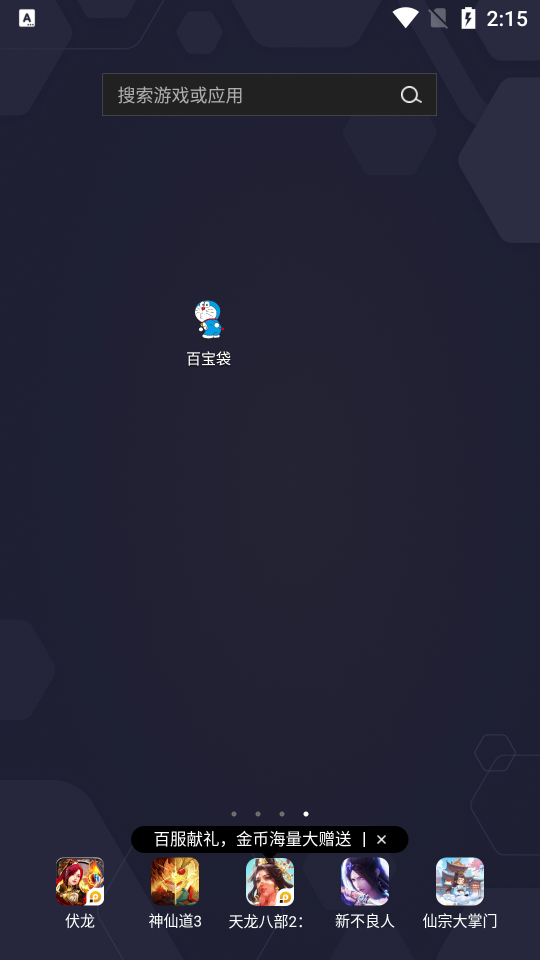 A
2:15
搜索游戏或应用
百宝袋
百服献礼，金币海量大赠送 | ×
伏龙
神仙道3
天龙八部2:
新不良人
仙宗大掌门